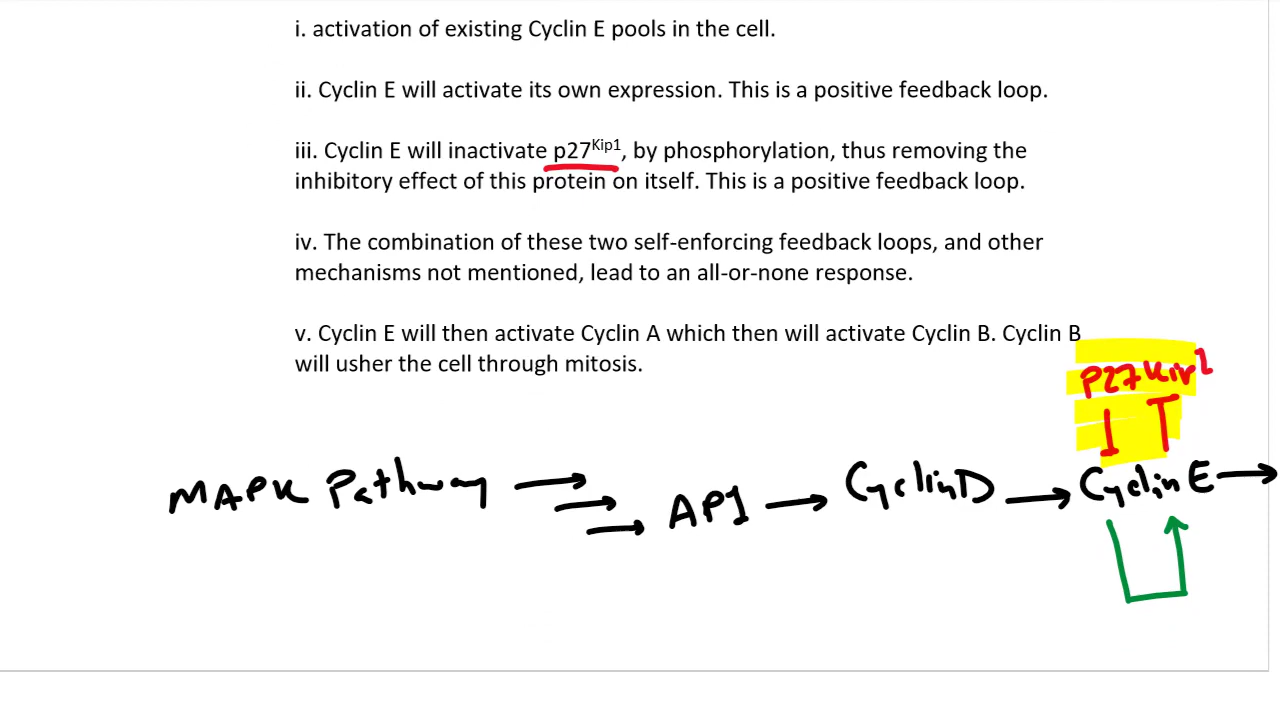 i. activation of existing Cyclin E pools in the cell.
ii. Cyclin E will activate its own expression. This is a positive feedback loop.
iii. Cyclin E will inactivate p27Kip1, by phosphorylation, thus removing the
inhibitory effect of this protein on itself. This is a positive feedback loop.
iv. The combination of these two self-enforcing feedback loops, and other
mechanisms not mentioned, lead to an all-or-none response.
v. Cyclin E will then activate Cyclin A which then will activate Cyclin B. Cyclin B
will usher the cell through mitosis.
P27Kip1
MAPK Pathway → AP1 → Cyclin D → Cyclin E →